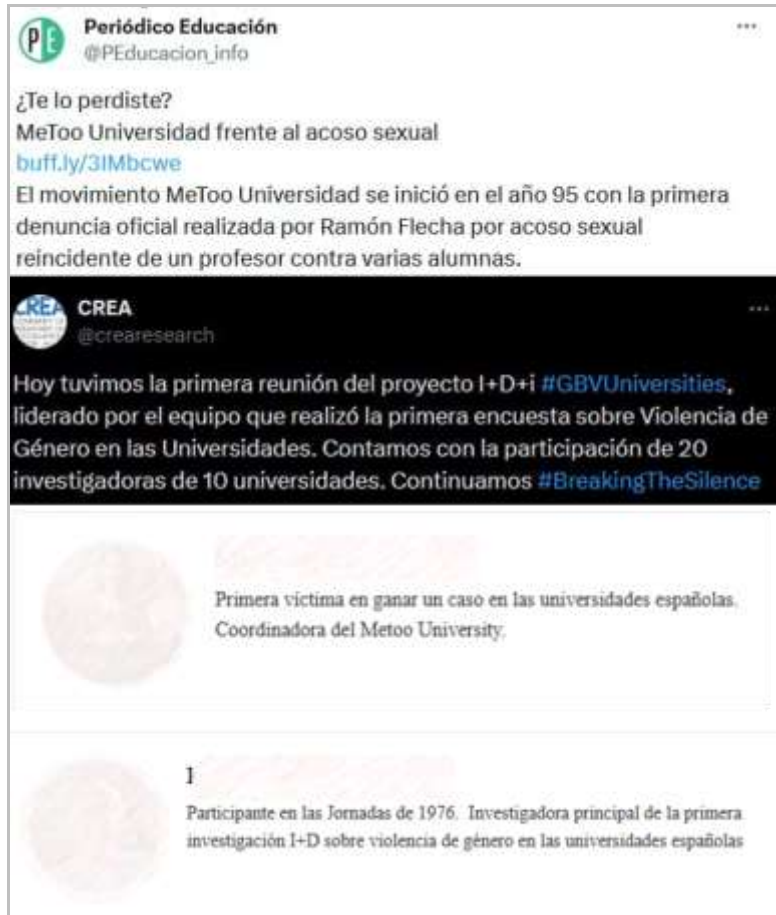 PE
Periódico Educación
@PEducacion_info
¿Te lo perdiste?
MeToo Universidad frente al acoso sexual
buff.ly/3IMbcwe
El movimiento MeToo Universidad se inició en el año 95 con la primera
denuncia oficial realizada por Ramón Flecha por acoso sexual
reincidente de un profesor contra varias alumnas.
CREA
CREA
@crearesearch
Hoy tuvimos la primera reunión del proyecto I+D+i #GBVUniversities,
liderado por el equipo que realizó la primera encuesta sobre Violencia de
Género en las Universidades. Contamos con la participación de 20
investigadoras de 10 universidades. Continuamos #BreakingTheSilence
Primera víctima en ganar un caso en las universidades españolas.
Coordinadora del Metoo University.
I
Participante en las Jornadas de 1976. Investigadora principal de la primera
investigación I+D sobre violencia de género en las universidades españolas